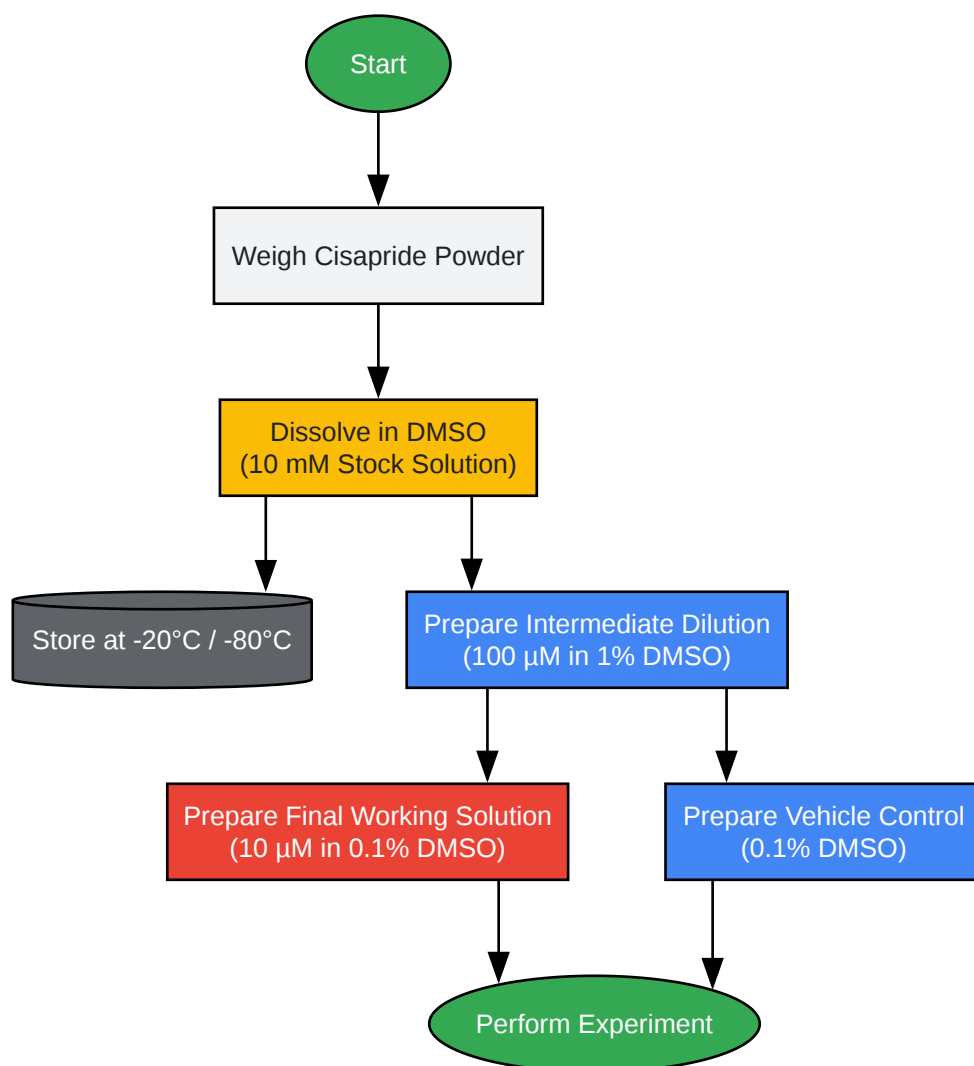 Start
Weigh Cisapride Powder
Dissolve in DMSO
(10 mM Stock Solution)
Store at -20°C / -80°C
Prepare Intermediate Dilution
(100 µM in 1% DMSO)
Prepare Final Working Solution
(10 µM in 0.1% DMSO)
Prepare Vehicle Control
(0.1% DMSO)
Perform Experiment